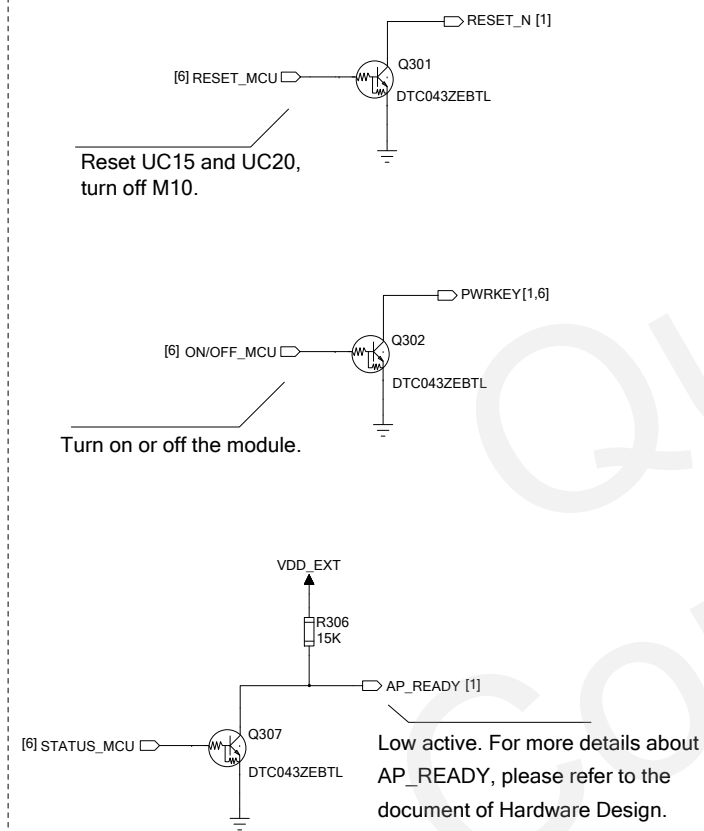 RESET_N [1]
Q301
[6] RESET_MCU
DTC043ZEBTL
Reset UC15 and UC20,
turn off M10.
PWRKEY[1,6]
Q302
[6] ON/OFF_MCU
DTC043ZEBTL
Turn on or off the module.
VDD_EXT
R306
15K
AP_READY [1]
Q307
[6] STATUS_MCU
DTC043ZEBTL
Low active. For more details about
AP_READY, please refer to the
document of Hardware Design.